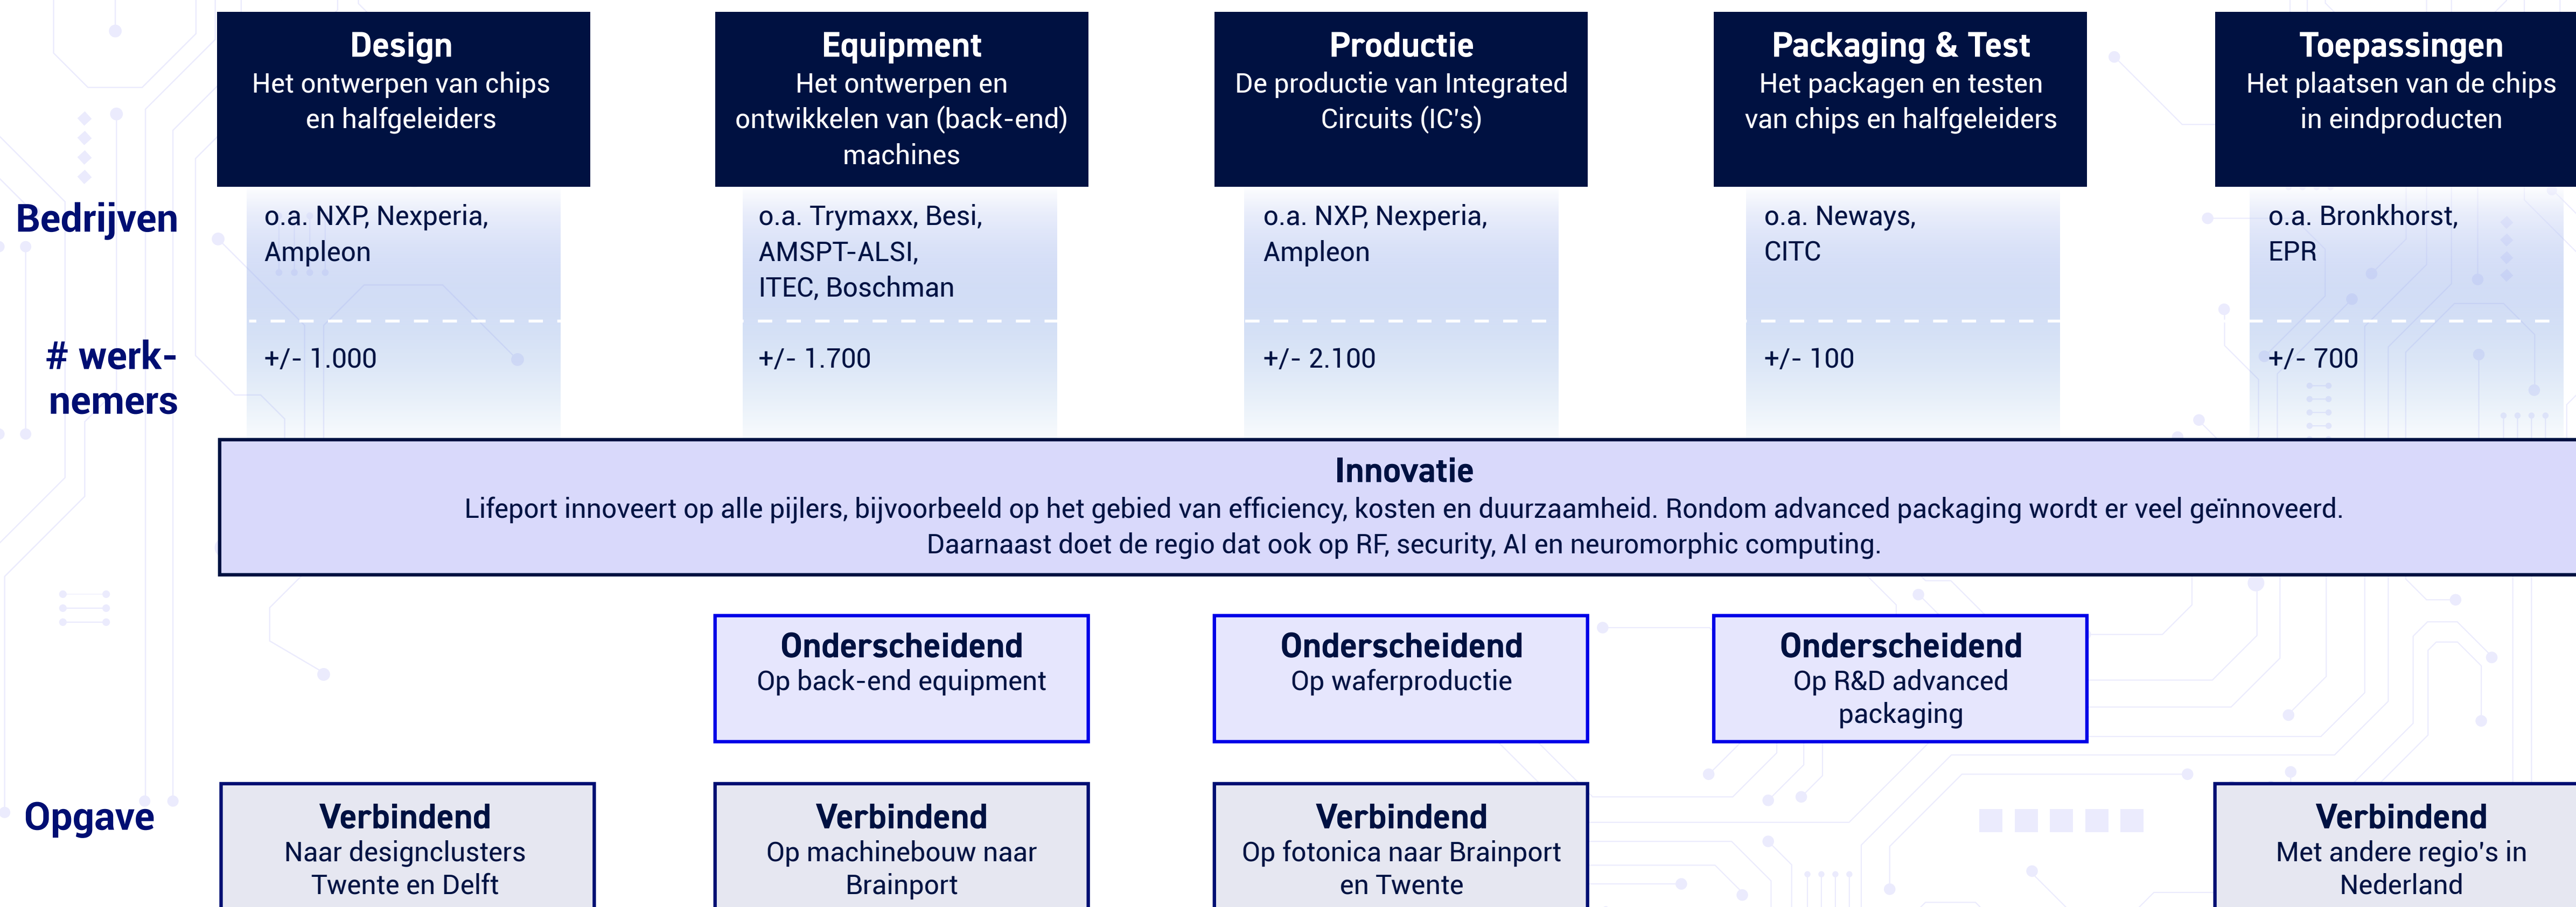 Design
Het ontwerpen van chips
en halfgeleiders
Equipment
Het ontwerpen en
ontwikkelen van (back-end)
machines
Productie
De productie van Integrated
Circuits (IC's)
Packaging & Test
Het packagen en testen
van chips en halfgeleiders
Toepassingen
Het plaatsen van de chips
in eindproducten
Bedrijven
o.a. NXP, Nexperia,
Ampleon
o.a. Trymaxx, Besi,
AMSPT-ALSI,
ITEC, Boschman
o.a. NXP, Nexperia,
Ampleon
o.a. Neways,
CITC
o.a. Bronkhorst,
EPR
# werk-
nemers
+/- 1.000
+/- 1.700
+/- 2.100
+/- 100
+/- 700
Innovatie
Lifeport innoveert op alle pijlers, bijvoorbeeld op het gebied van efficiency, kosten en duurzaamheid. Rondom advanced packaging wordt er veel geïnnoveerd.
Daarnaast doet de regio dat ook op RF, security, AI en neuromorphic computing.
Onderscheidend
Op back-end equipment
Onderscheidend
Op waferproductie
Onderscheidend
Op R&D advanced
packaging
Opgave
Verbindend
Naar designclusters
Twente en Delft
Verbindend
Op machinebouw naar
Brainport
Verbindend
Op fotonica naar Brainport
en Twente
Verbindend
Met andere regio's in
Nederland